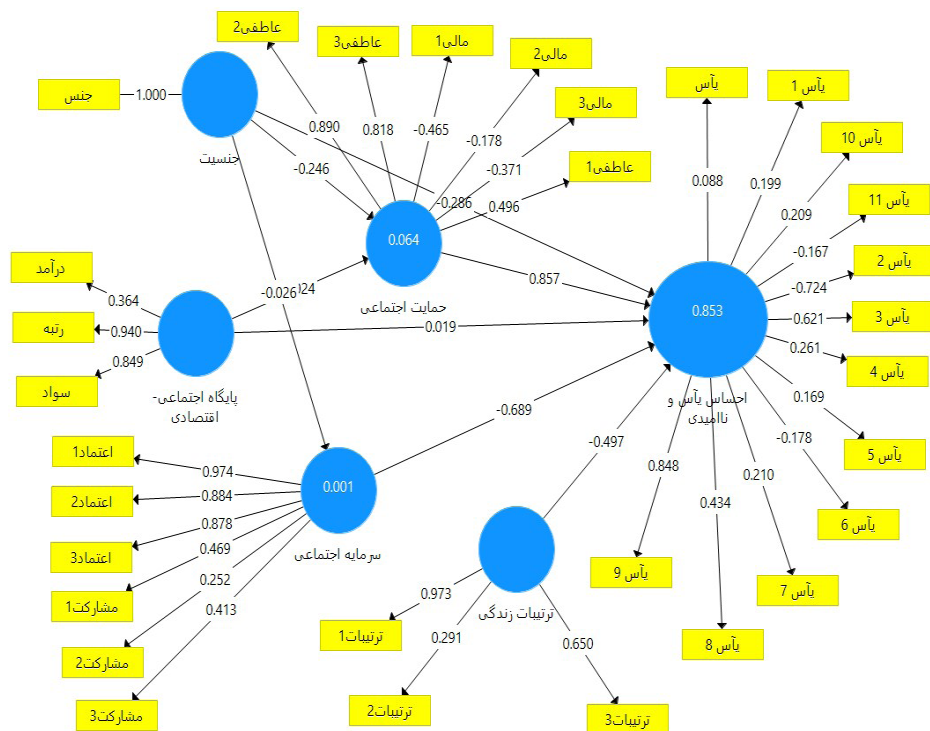 عاطفی2
عاطفی3
مالی1
مالی2
مالی3
عاطفی1
جنس
1.000
جنسیت
0.890
0.818
-0.465
-0.178
-0.371
0.496
-0.246
-0.286
0.064
حمایت اجتماعی
0.857
یأس
یأس 1
یأس 10
یأس 11
یأس 2
یأس 3
یأس 4
یأس 5
یأس 6
یأس 7
یأس 8
یأس 9
0.088
0.199
0.209
-0.167
-0.724
0.621
0.261
0.169
-0.178
0.210
0.434
0.848
0.853
احساس یأس و
ناامیدی
درآمد
رتبه
سواد
0.364
0.940
0.849
پایگاه اجتماعی-
اقتصادی
-0.026
0.019
-0.689
-0.497
اعتماد1
اعتماد2
اعتماد3
مشارکت1
مشارکت2
مشارکت3
0.974
0.884
0.878
0.469
0.252
0.413
0.001
سرمایه اجتماعی
ترتیبات زندگی
0.973
0.291
0.650
ترتیبات1
ترتیبات2
ترتیبات3